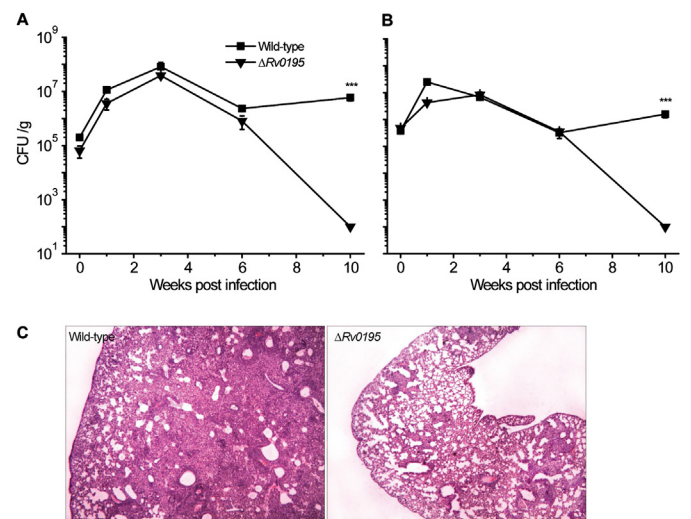 A
B
10⁹
10⁷
10⁵
10³
10¹
CFU /g
Wild-type
ΔRv0195
***
***
0 2 4 6 8 10
0 2 4 6 8 10
Weeks post infection
Weeks post infection
C
Wild-type
ΔRv0195